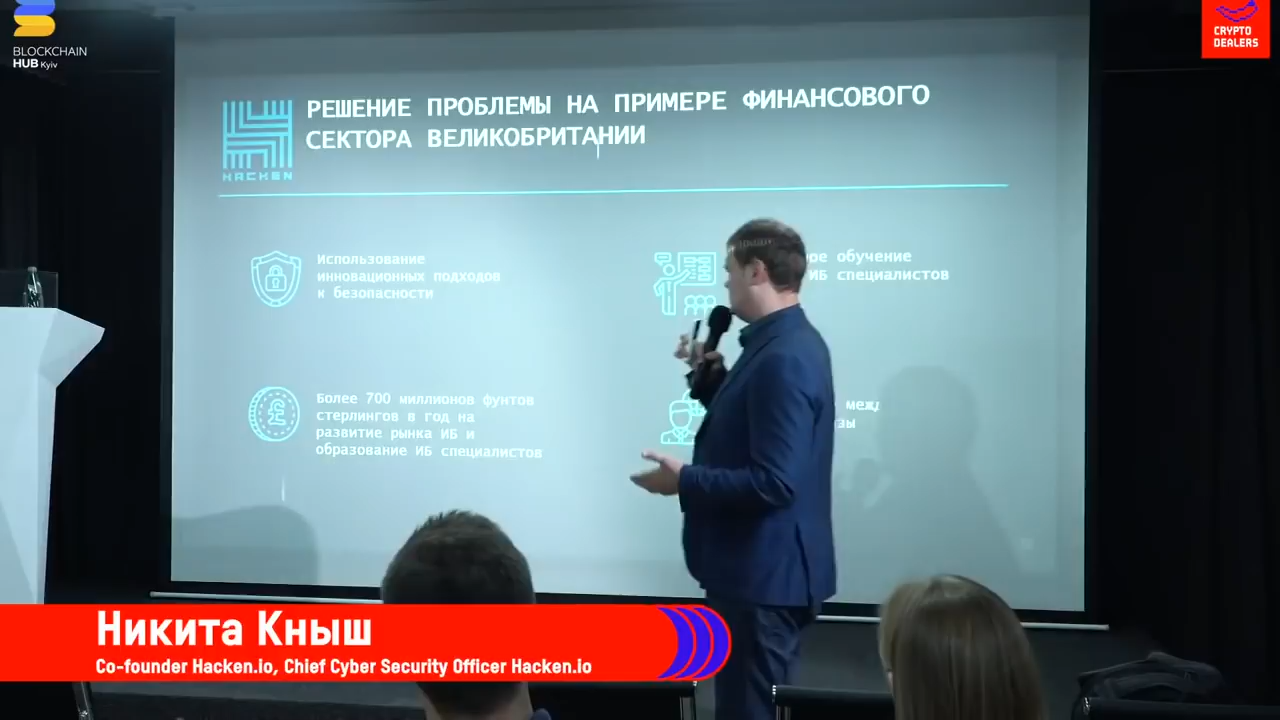 BLOCKCHAIN
HUB Kyiv
CRYPTO
DEALERS
РЕШЕНИЕ ПРОБЛЕМЫ НА ПРИМЕРЕ ФИНАНСОВОГО
СЕКТОРА ВЕЛИКОБРИТАНИИ
HACKEN
Использование
инновационных подходов
к безопасности
обучение
ИБ специалистов
Более 700 миллионов фунтов
стерлингов в год на
развитие рынка ИБ и
образование ИБ специалистов
Никита Кныш
Co-founder Hacken.io, Chief Cyber Security Officer Hacken.io